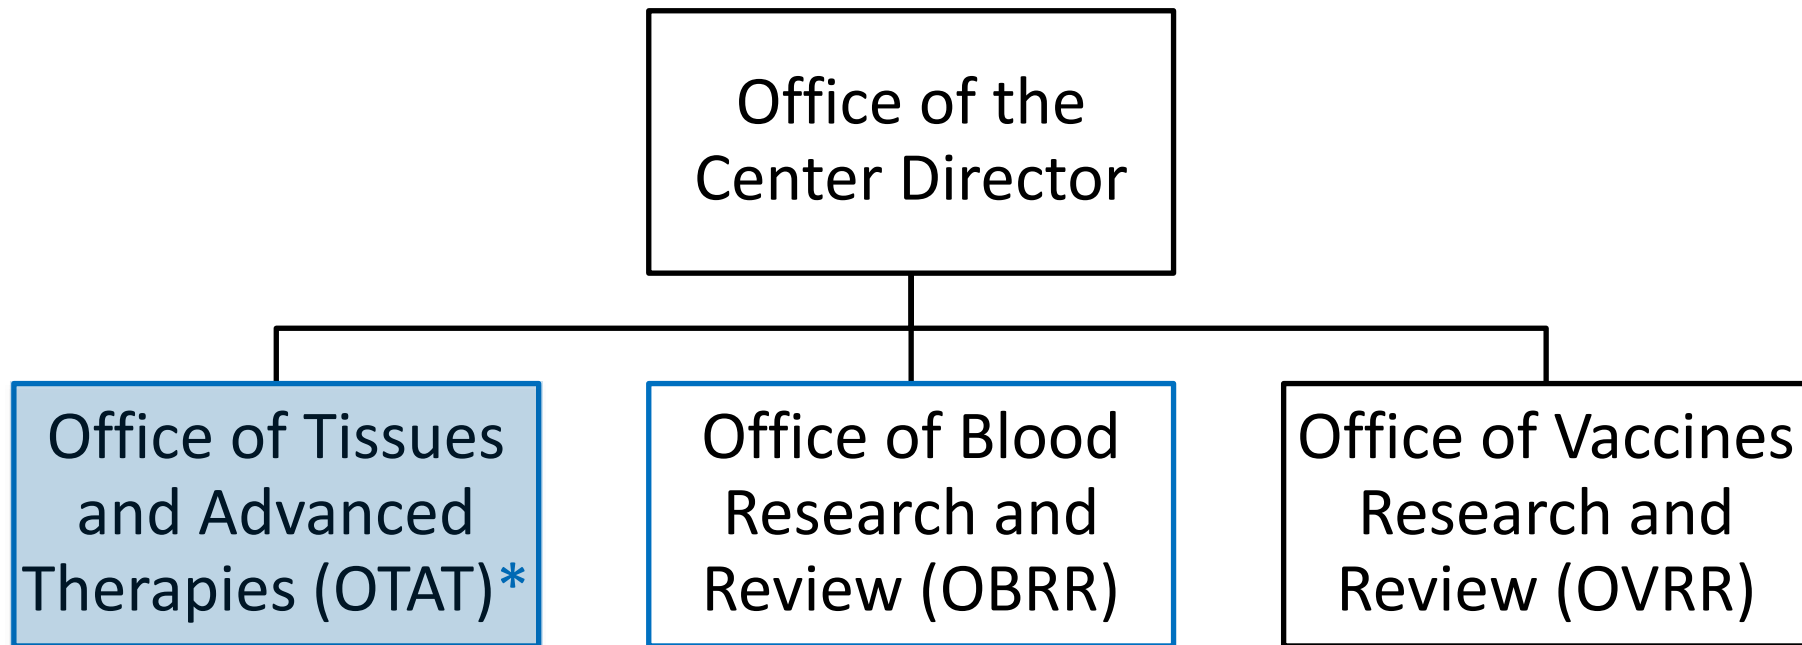 Office of the
Center Director
Office of Tissues
and Advanced
Therapies (OTAT)*
Office of Blood
Research and
Review (OBRR)
Office of Vaccines
Research and
Review (OVRR)